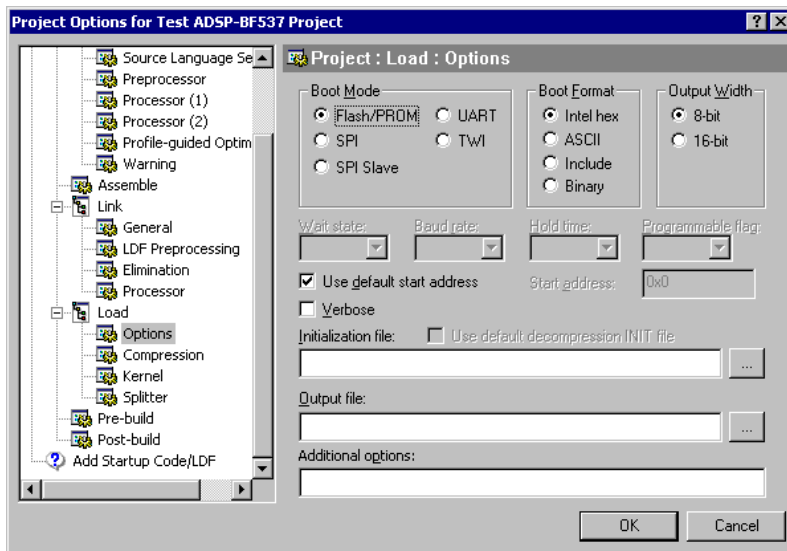 Project Options for Test ADSP-BF537 Project
Source Language Se
Preprocessor
Processor (1)
Processor (2)
Profile-guided Optim
Warning
Assemble
Link
General
LDF Preprocessing
Elimination
Processor
Load
Options
Compression
Kernel
Splitter
Pre-build
Post-build
Add Startup Code/LDF
Project : Load : Options
Boot Mode
Flash/PROM
UART
SPI
TWI
SPI Slave
Boot Format
Intel hex
ASCII
Include
Binary
Output Width
8-bit
16-bit
Wait state:
Baud rate:
Hold time:
Programmable flag:
Use default start address
Start address:
0x0
Verbose
Initialization file:
Use default decompression INIT file
...
Output file:
...
Additional options:
OK
Cancel